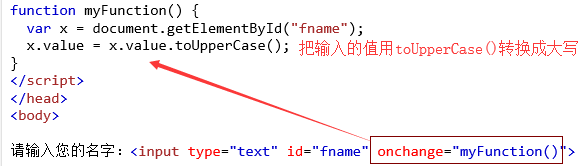 function myFunction() {
  var x = document.getElementById("fname");
  x.value = x.value.toUpperCase(); 把输入的值用toUpperCase()转换成大写
}
</script>
</head>
<body>
请输入您的名字：<input type="text" id="fname" onchange="myFunction()">